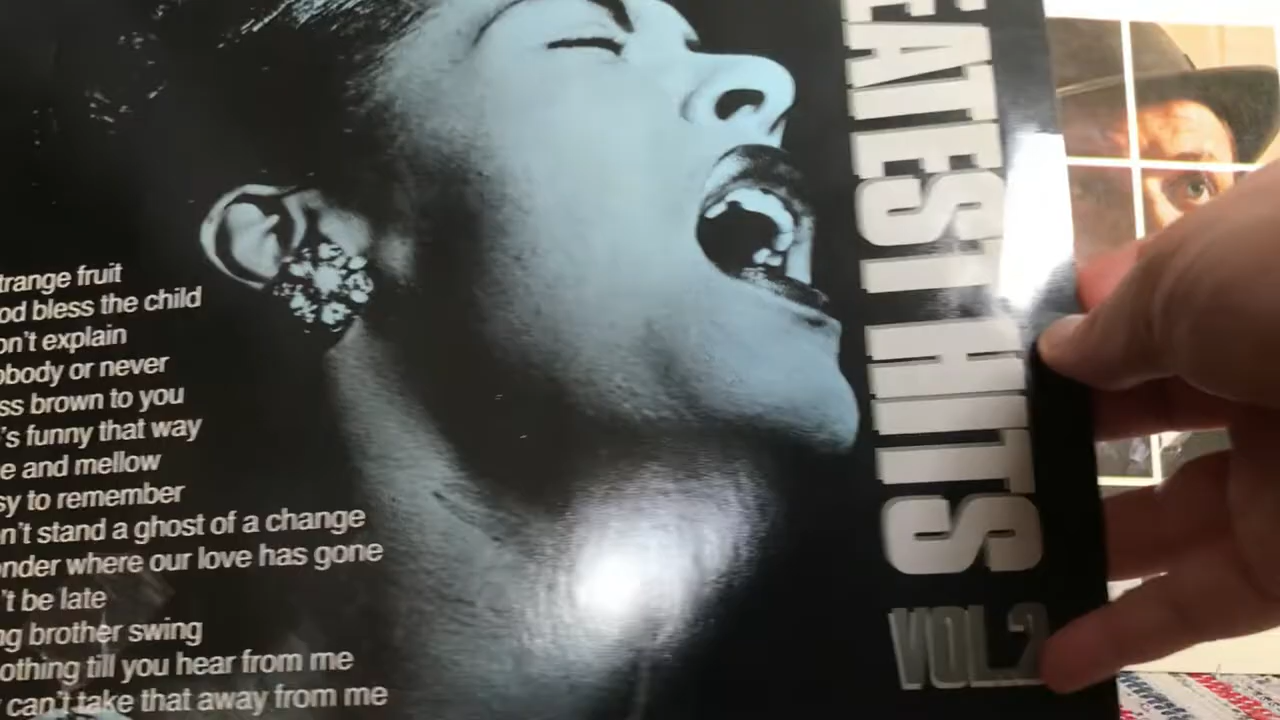 trange fruit
od bless the child
on't explain
obody or never
ss brown to you
's funny that way
e and mellow
sy to remember
n't stand a ghost of a change
onder where our love has gone
't be late
ng brother swing
othing till you hear from me
can't take that away from me
EATEST HITS
VOL.2